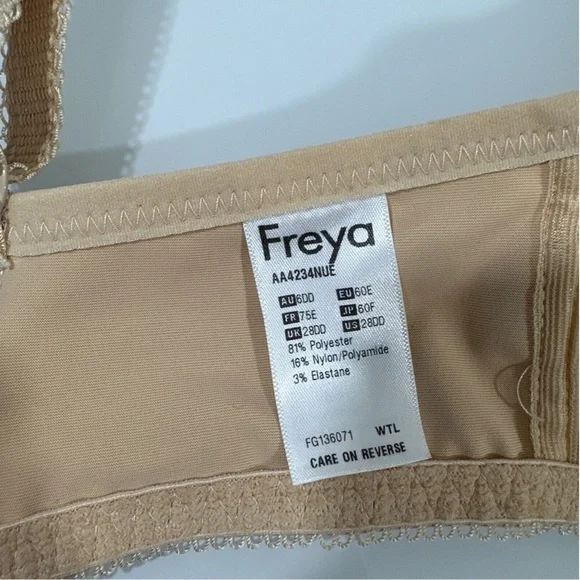 Freya
AA4234NUE
AU 6DD EU 60E
FR 75E JP 60F
UK 28DD US 28DD
81% Polyester
16% Nylon/Polyamide
3% Elastane
FG136071 WTL
CARE ON REVERSE